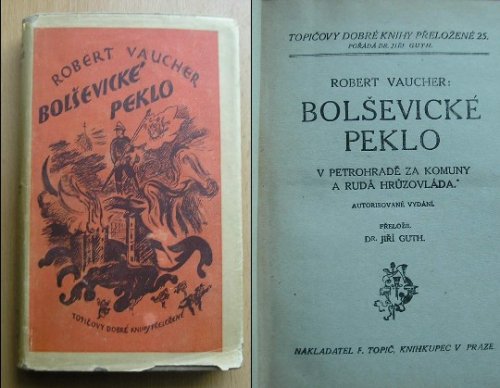 ROBERT VAUCHER
BOLŠEVICKÉ
PEKLO
TOPIČOVY DOBRÉ KNIHY PŘELOŽENÉ
TOPIČOVY DOBRÉ KNIHY PŘELOŽENÉ 25.
POŘÁDÁ DR. JIŘÍ GUTH.
ROBERT VAUCHER:
BOLŠEVICKÉ
PEKLO
V PETROHRADĚ ZA KOMUNY
A RUDÁ HRŮZOVLÁDA.
AUTORISOVANÉ VYDÁNÍ.
PŘELOŽIL
DR. JIŘÍ GUTH.
NAKLADATEL F. TOPIČ, KNIHKUPEC V PRAZE.